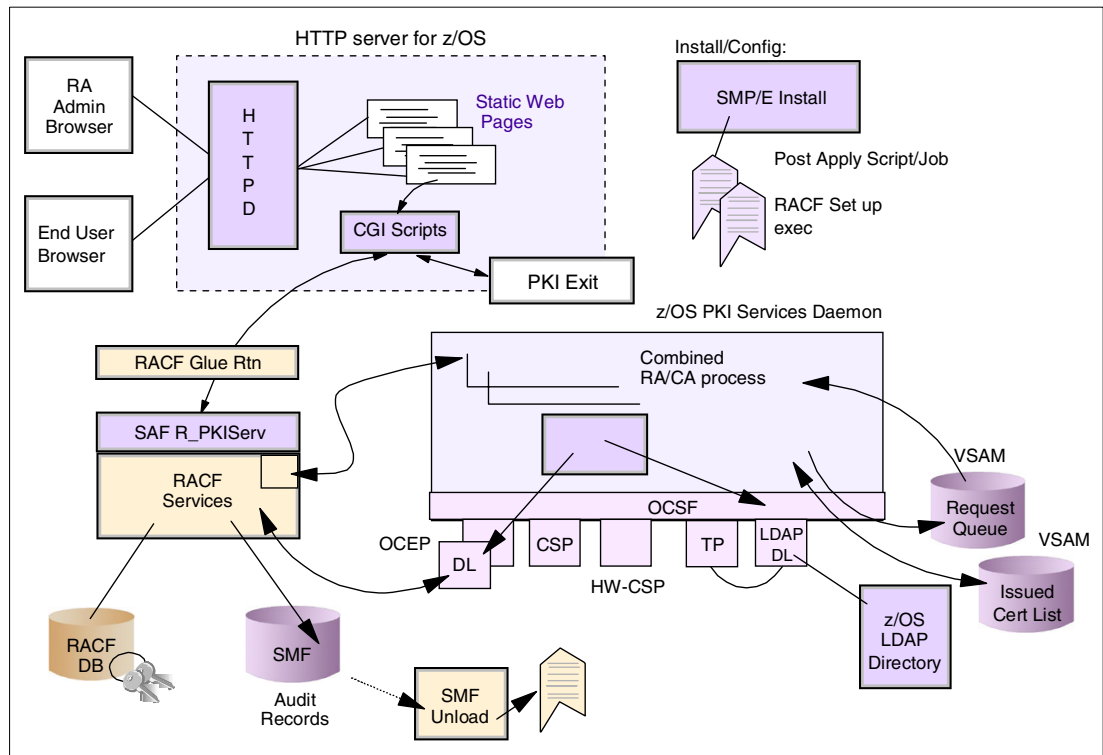 HTTP server for z/OS
Install/Config:
RA
Admin
Browser
H
T
T
P
D
Static Web
Pages
SMP/E Install
Post Apply Script/Job
RACF Set up
exec
End User
Browser
CGI Scripts
PKI Exit
z/OS PKI Services Daemon
RACF Glue Rtn
Combined
RA/CA process
SAF R_PKIServ
RACF
Services
VSAM
Request
Queue
OCSF
OCEP
DL
CSP
HW-CSP
TP
LDAP
DL
VSAM
Issued
Cert List
z/OS
LDAP
Directory
RACF
DB
SMF
Audit
Records
SMF
Unload